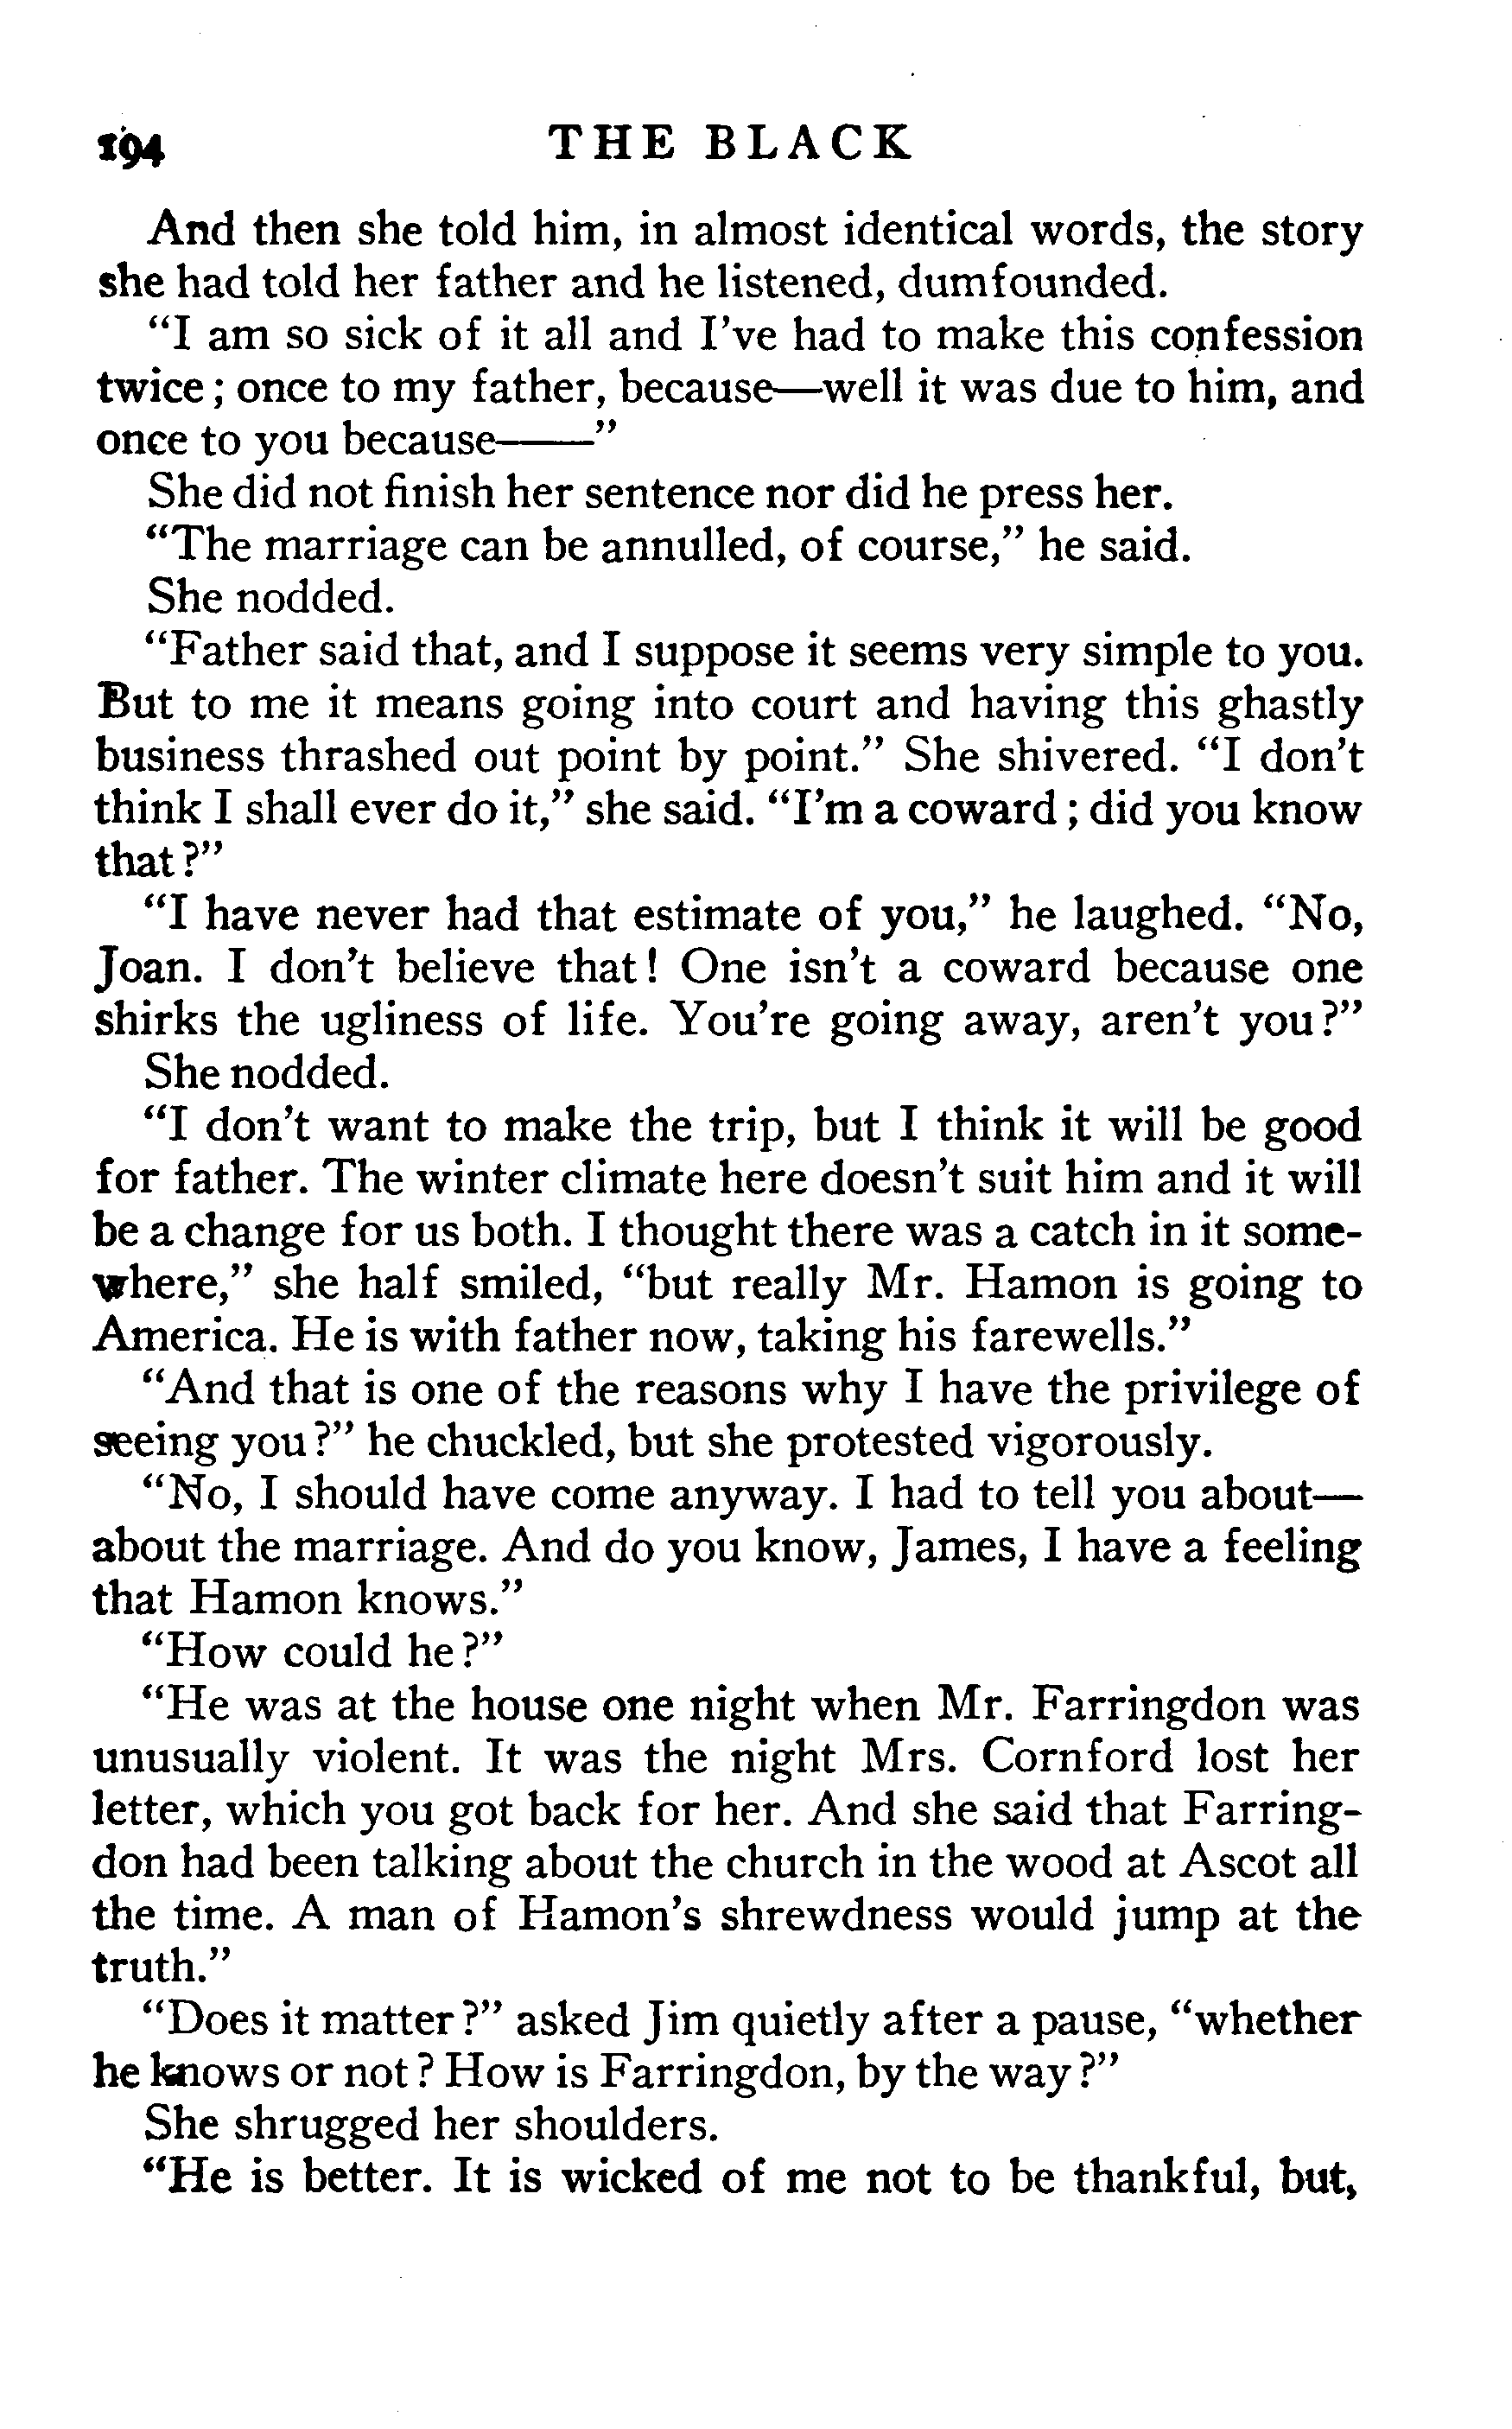 194 THE BLACK
And then she told him, in almost identical words, the story
she had told her father and he listened, dumfounded.
"I am so sick of it all and I've had to make this confession
twice; once to my father, because—well it was due to him, and
once to you because——"
She did not finish her sentence nor did he press her.
"The marriage can be annulled, of course," he said.
She nodded.
"Father said that, and I suppose it seems very simple to you.
But to me it means going into court and having this ghastly
business thrashed out point by point." She shivered. "I don't
think I shall ever do it," she said. "I'm a coward; did you know
that?"
"I have never had that estimate of you," he laughed. "No,
Joan. I don't believe that! One isn't a coward because one
shirks the ugliness of life. You're going away, aren't you?"
She nodded.
"I don't want to make the trip, but I think it will be good
for father. The winter climate here doesn't suit him and it will
be a change for us both. I thought there was a catch in it some-
where," she half smiled, "but really Mr. Hamon is going to
America. He is with father now, taking his farewells."
"And that is one of the reasons why I have the privilege of
seeing you?" he chuckled, but she protested vigorously.
"No, I should have come anyway. I had to tell you about—
about the marriage. And do you know, James, I have a feeling
that Hamon knows."
"How could he?"
"He was at the house one night when Mr. Farringdon was
unusually violent. It was the night Mrs. Cornford lost her
letter, which you got back for her. And she said that Farring-
don had been talking about the church in the wood at Ascot all
the time. A man of Hamon's shrewdness would jump at the
truth."
"Does it matter?" asked Jim quietly after a pause, "whether
he knows or not? How is Farringdon, by the way?"
She shrugged her shoulders.
"He is better. It is wicked of me not to be thankful, but,